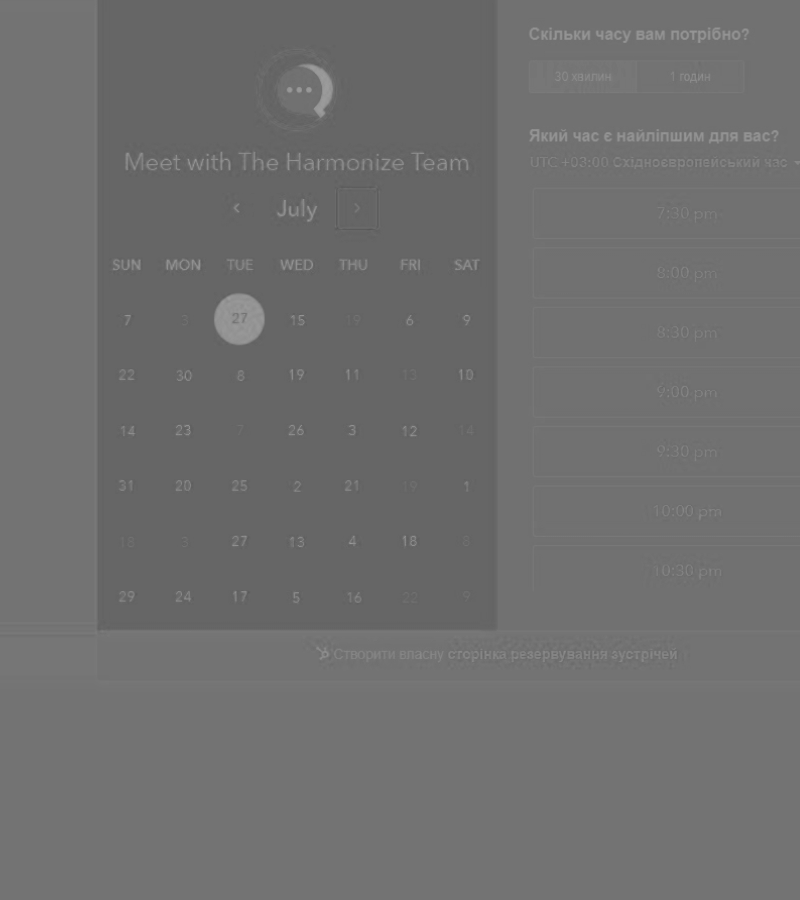 Meet with The Harmonize Team
July
SUN MON TUE WED THU FRI SAT
7 3 27 15 19 6 9
22 30 8 19 11 13 10
14 23 7 26 3 12 14
31 20 25 2 21 19 1
18 3 27 13 4 18 8
29 24 17 5 16 22 9
Скільки часу вам потрібно?
30 хвилин 1 годин
Який час є найліпшим для вас?
UTC +03:00 Східноєвропейський час
7:30 pm
8:00 pm
8:30 pm
9:00 pm
9:30 pm
10:00 pm
10:30 pm
Створити власну сторінка резервування зустрічей